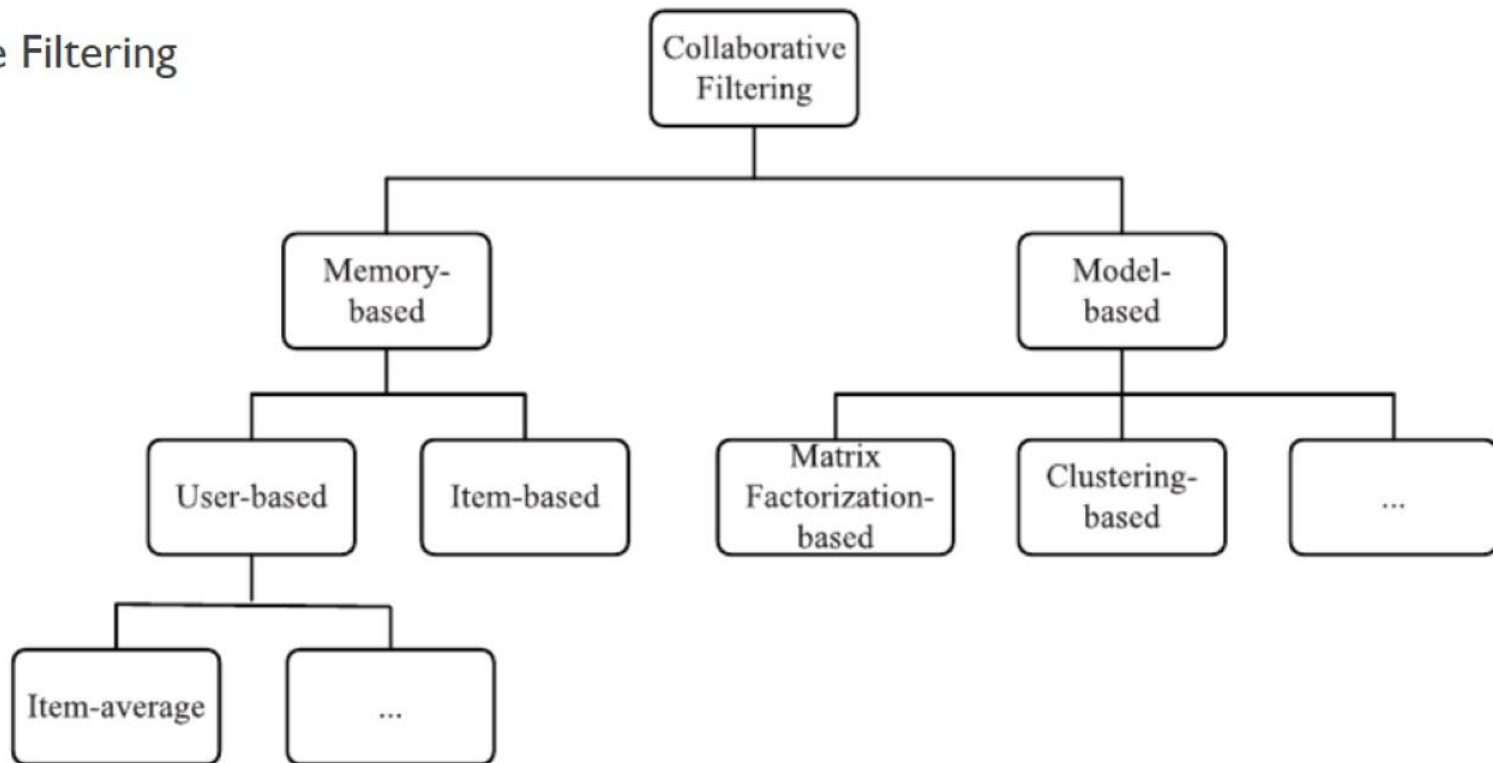 e Filtering
Collaborative
Filtering
Memory-
based
Model-
based
User-based
Item-based
Matrix
Factorization-
based
Clustering-
based
...
Item-average
...